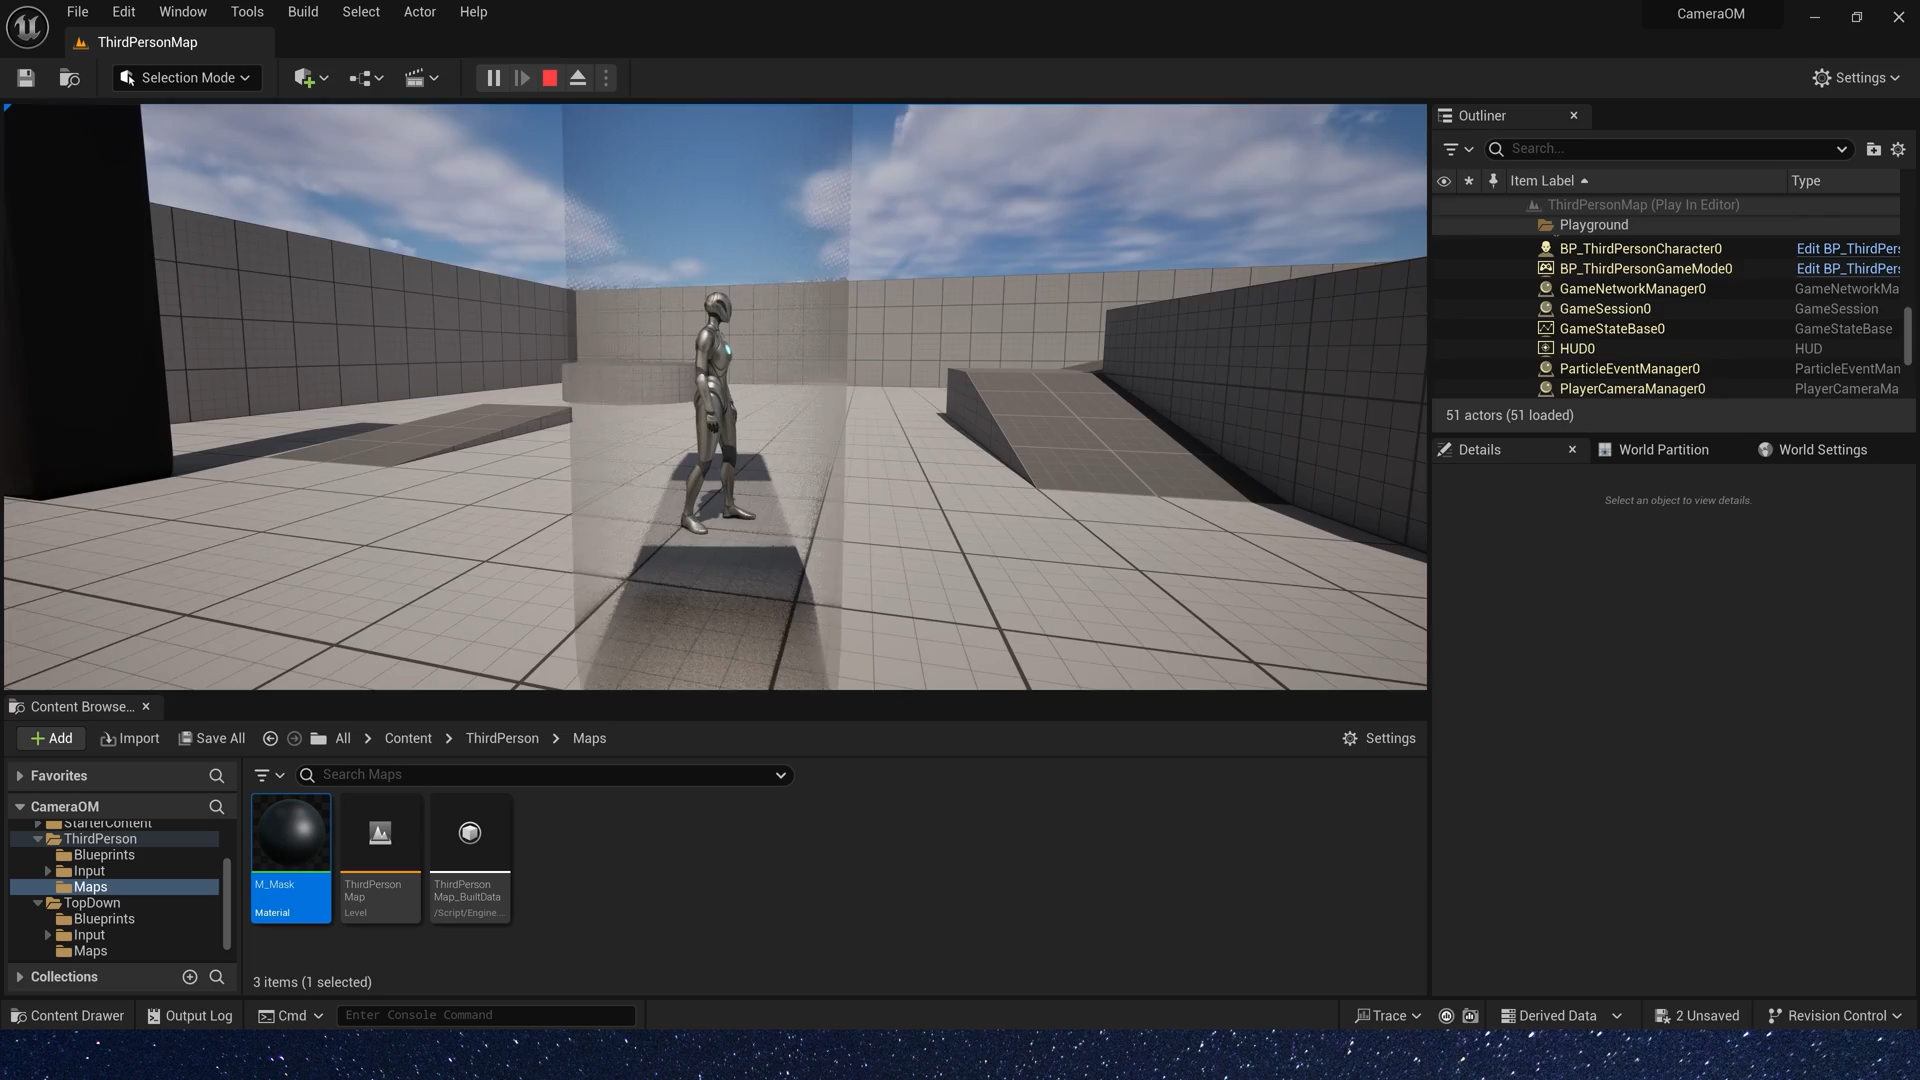 File Edit Window Tools Build Select Actor Help
CameraOM
ThirdPersonMap
Selection Mode
Settings
Outliner
Search...
Item Label Type
ThirdPersonMap (Play In Editor)
Playground
BP_ThirdPersonCharacter0 Edit BP_ThirdPers
BP_ThirdPersonGameMode0 Edit BP_ThirdPers
GameNetworkManager0 GameNetworkMa
GameSession0 GameSession
GameStateBase0 GameStateBase
HUD0 HUD
ParticleEventManager0 ParticleEventMan
PlayerCameraManager0 PlayerCameraMa
51 actors (51 loaded)
Details World Partition World Settings
Select an object to view details.
Content Browse...
Add Import Save All All Content ThirdPerson Maps Settings
Favorites
Search Maps
CameraOM
StarterContent
ThirdPerson
Blueprints
Input
Maps
TopDown
Blueprints
Input
Maps
Collections
M_Mask
Material
ThirdPerson
Map
Level
ThirdPerson
Map_BuiltData
/Script/Engine...
3 items (1 selected)
Content Drawer Output Log Cmd Enter Console Command Trace Derived Data 2 Unsaved Revision Control